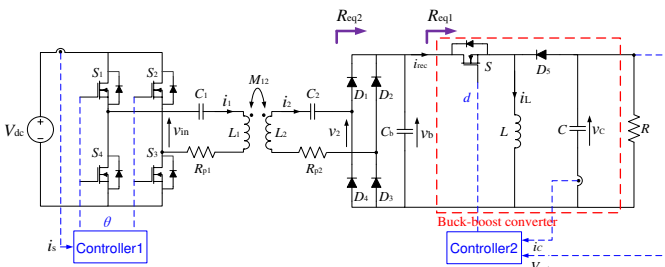 Req2
Req1
S1
S2
C1
i1
M12
i2
C2
D1
D2
irec
S
D5
Vdc
vin
L1
L2
v2
Cb
vb
d
iL
L
C
vC
R
S4
S3
Rp1
Rp2
D4
D3
θ
Buck-boost converter
is
Controller1
Controller2
iC